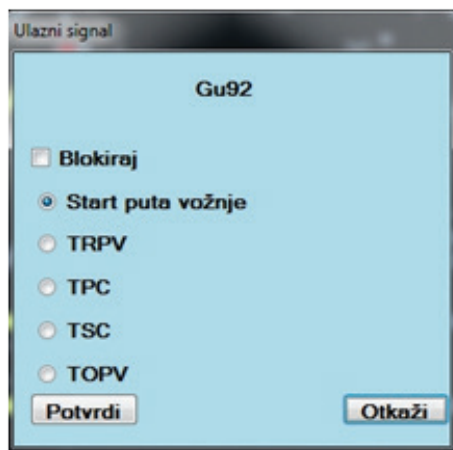 Ulazni signal
Gu92
Blokiraj
Start puta vožnje
TRPV
TPC
TSC
TOPV
Potvrdi Otkaži